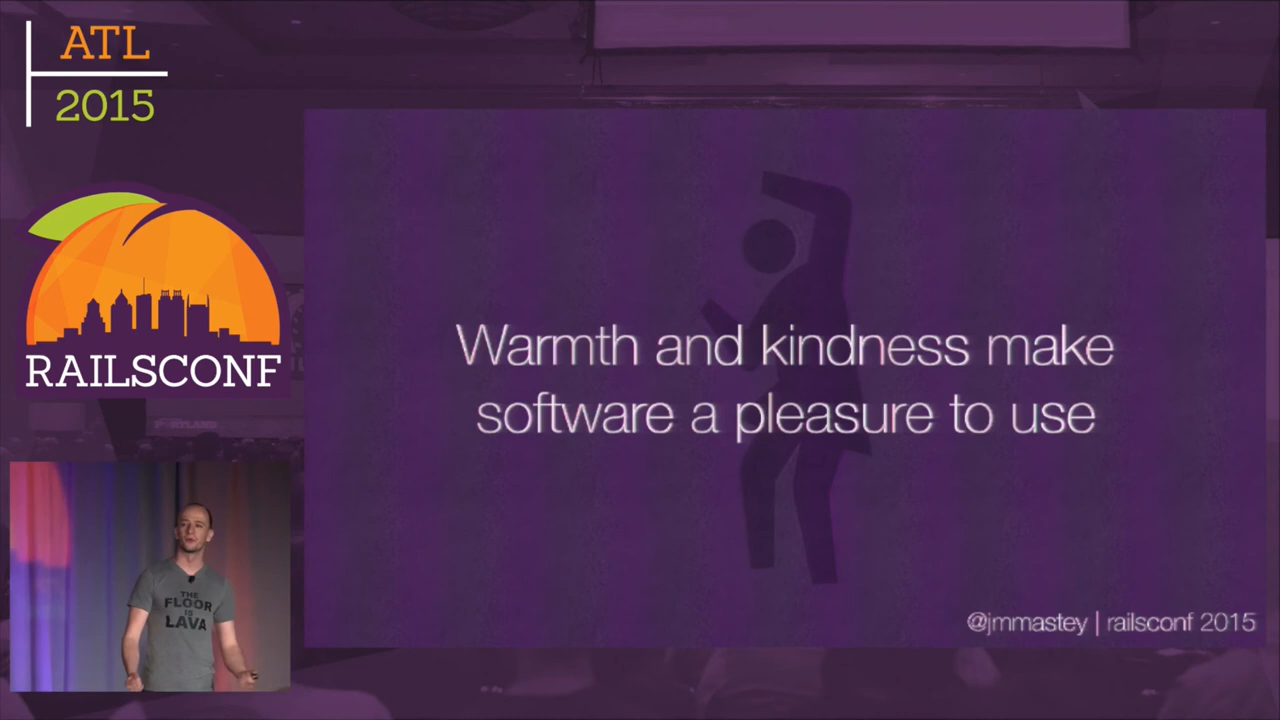 ATL
2015
RAILSCONF
Warmth and kindness make
software a pleasure to use
THE
FLOOR
IS
LAVA
@jmmastey | railsconf 2015